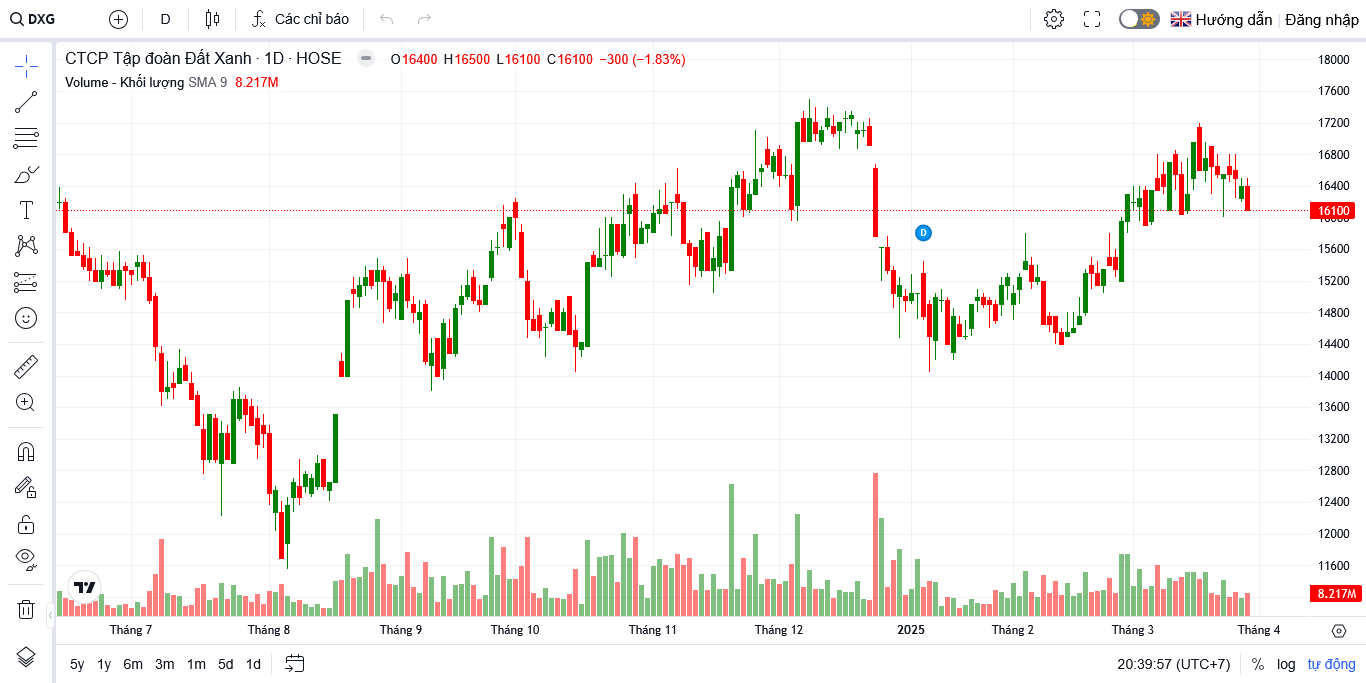 DXG D Các chỉ báo Hướng dẫn Đăng nhập
CTCP Tập đoàn Đất Xanh · 1D · HOSE O16400 H16500 L16100 C16100 −300 (−1.83%)
Volume - Khối lượng SMA 9 8.217M
18000
17600
17200
16800
16400
16100
16000
15600
15200
14800
14400
14000
13600
13200
12800
12400
12000
11600
8.217M
D
Tháng 7 Tháng 8 Tháng 9 Tháng 10 Tháng 11 Tháng 12 2025 Tháng 2 Tháng 3 Tháng 4
5y 1y 6m 3m 1m 5d 1d 20:39:57 (UTC+7) % log tự động